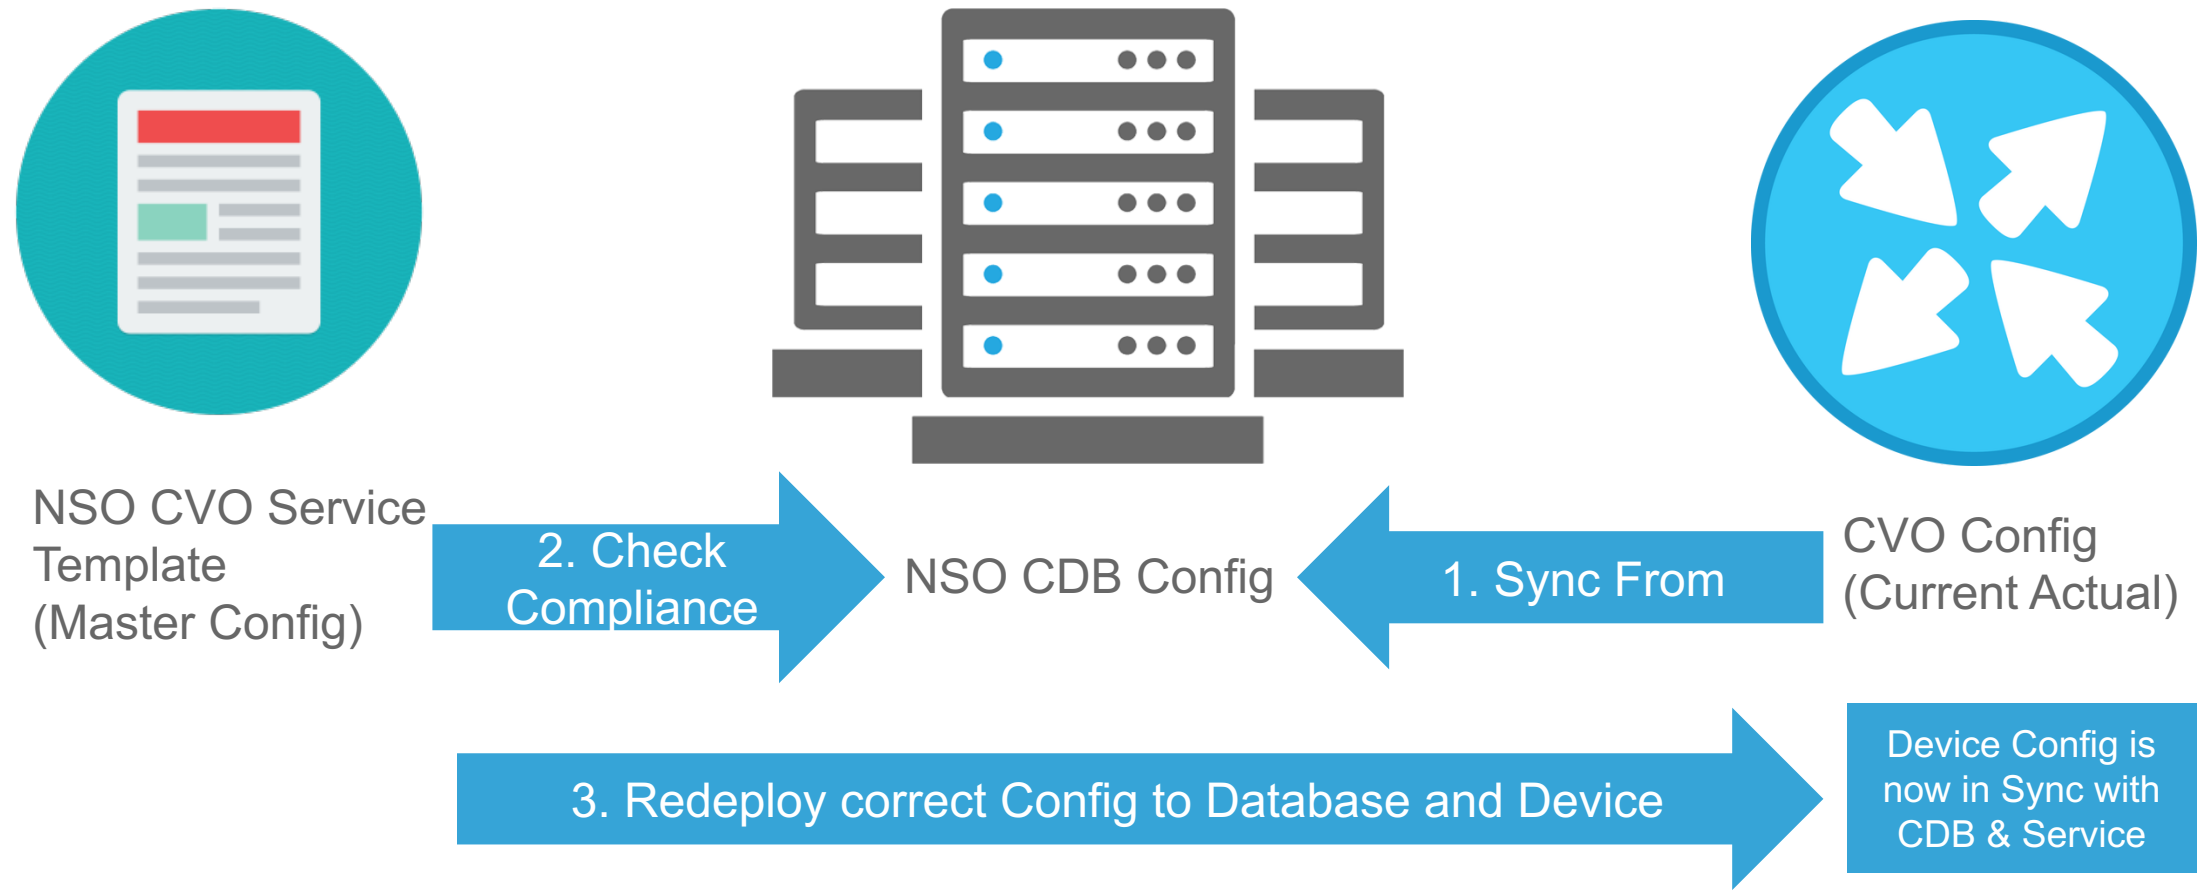 NSO CVO Service
Template
(Master Config)
2. Check
Compliance
NSO CDB Config
1. Sync From
CVO Config
(Current Actual)
3. Redeploy correct Config to Database and Device
Device Config is
now in Sync with
CDB & Service